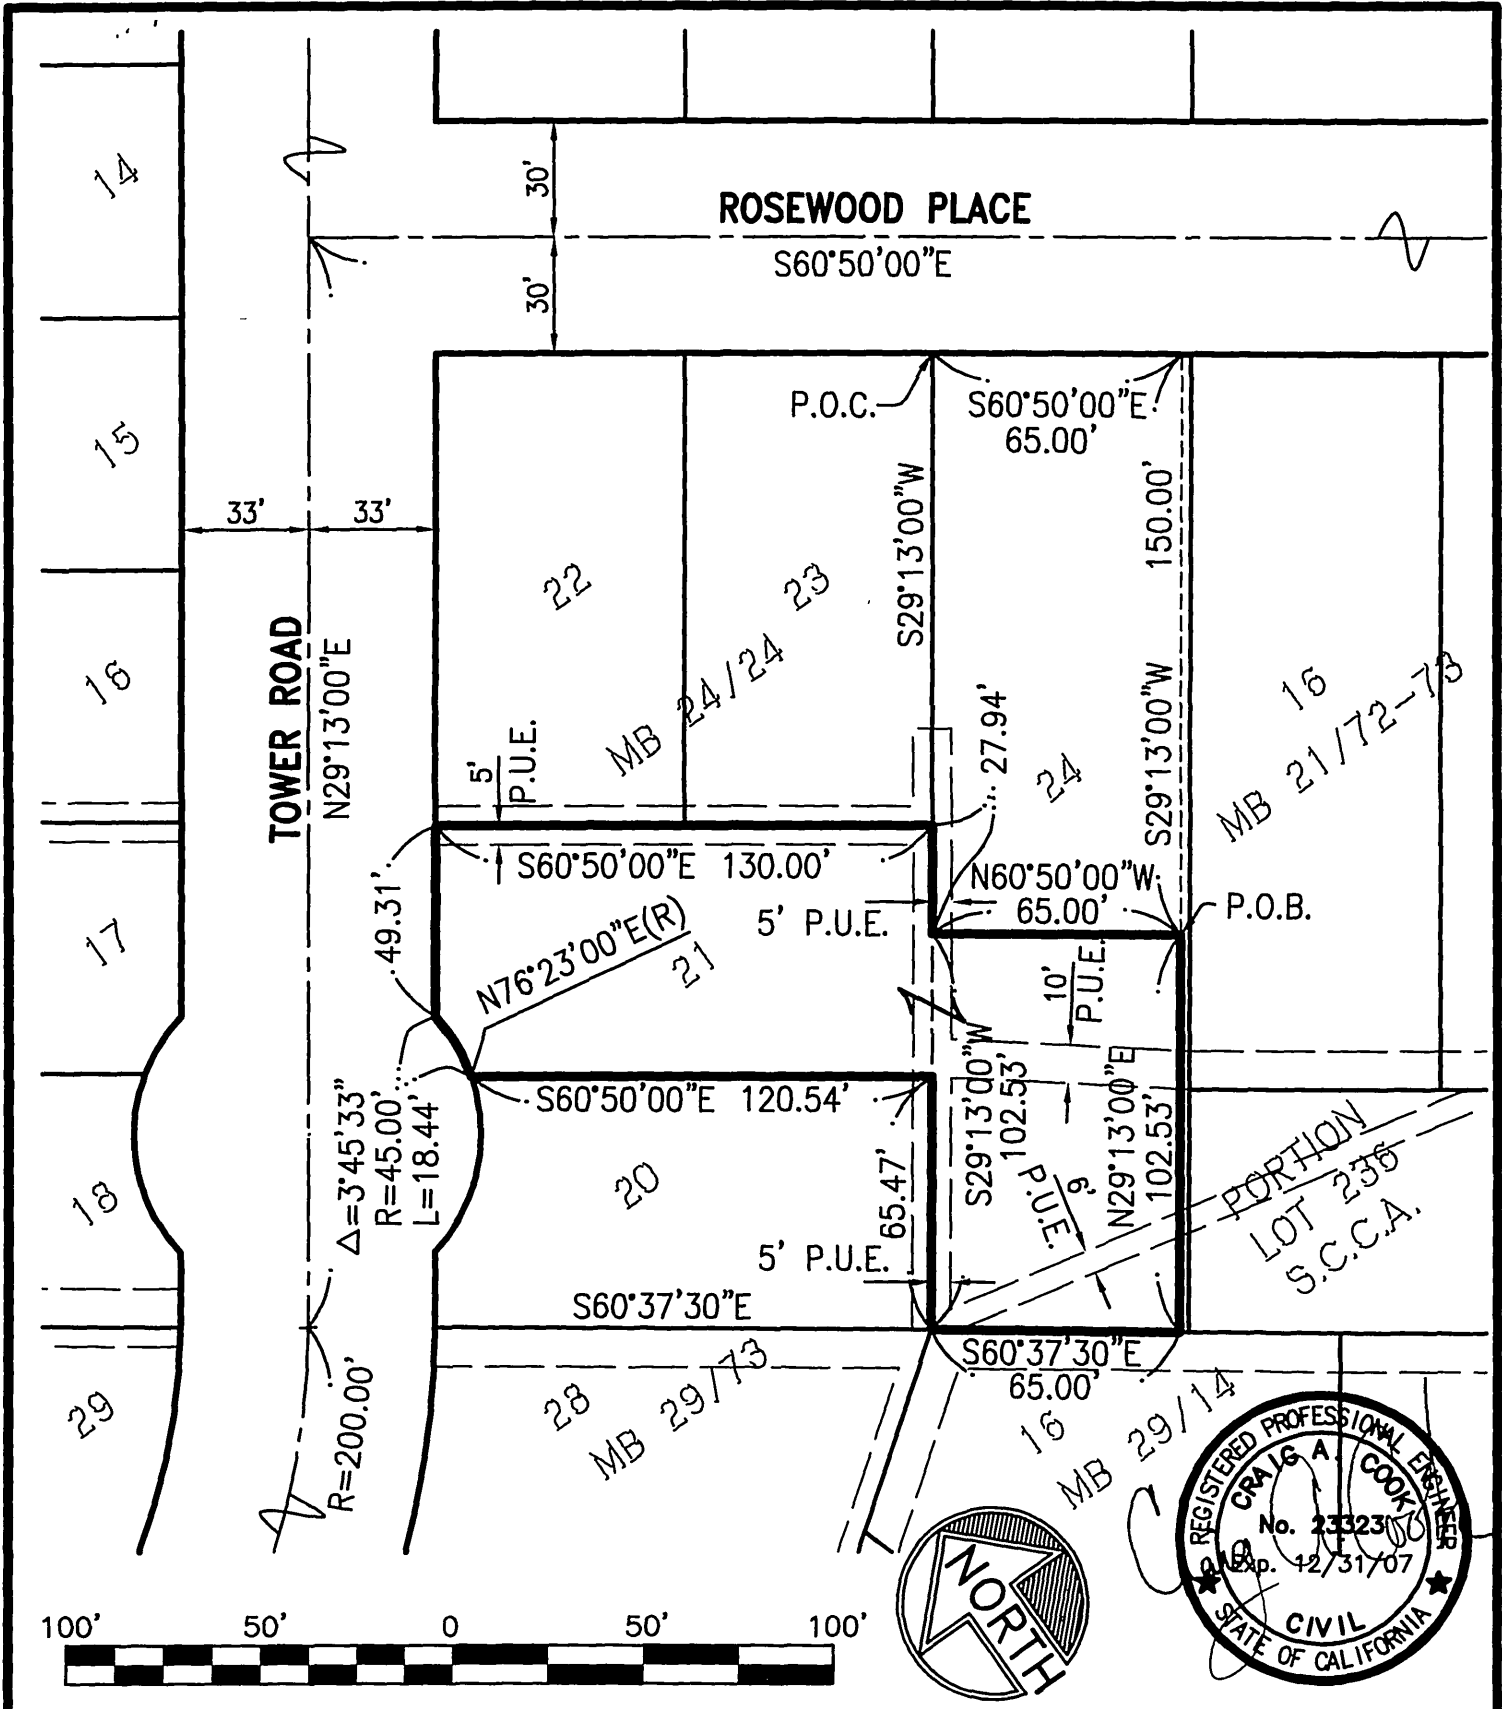 14
30'
ROSEWOOD PLACE
S60°50'00"E
30'
P.O.C.
S60°50'00"E
65.00'
15
33'
33'
S29°13'00"W
150.00'
22
23
TOWER ROAD
N29°13'00"E
16
MB 24/24
5'
P.U.E.
27.94'
24
S29°13'00"W
16
MB 21/72-73
S60°50'00"E 130.00'
N60°50'00"W
65.00'
P.O.B.
49.31'
5' P.U.E.
17
N76°23'00"E(R)
21
10'
P.U.E.
S60°50'00"E 120.54'
S29°13'00"W
102.53'
N29°13'00"E
102.53'
Δ=3°45'33"
R=45.00'
L=18.44'
18
20
65.47'
6'
P.U.E.
PORTION
LOT 236
S.C.C.A.
5' P.U.E.
S60°37'30"E
S60°37'30"E
65.00'
29
R=200.00'
28
MB 29/73
16
MB 29/14
REGISTERED PROFESSIONAL ENGINEER
CRAIG A. COOK
No. 23323
Exp. 12/31/07
CIVIL
STATE OF CALIFORNIA
NORTH
100' 50' 0 50' 100'